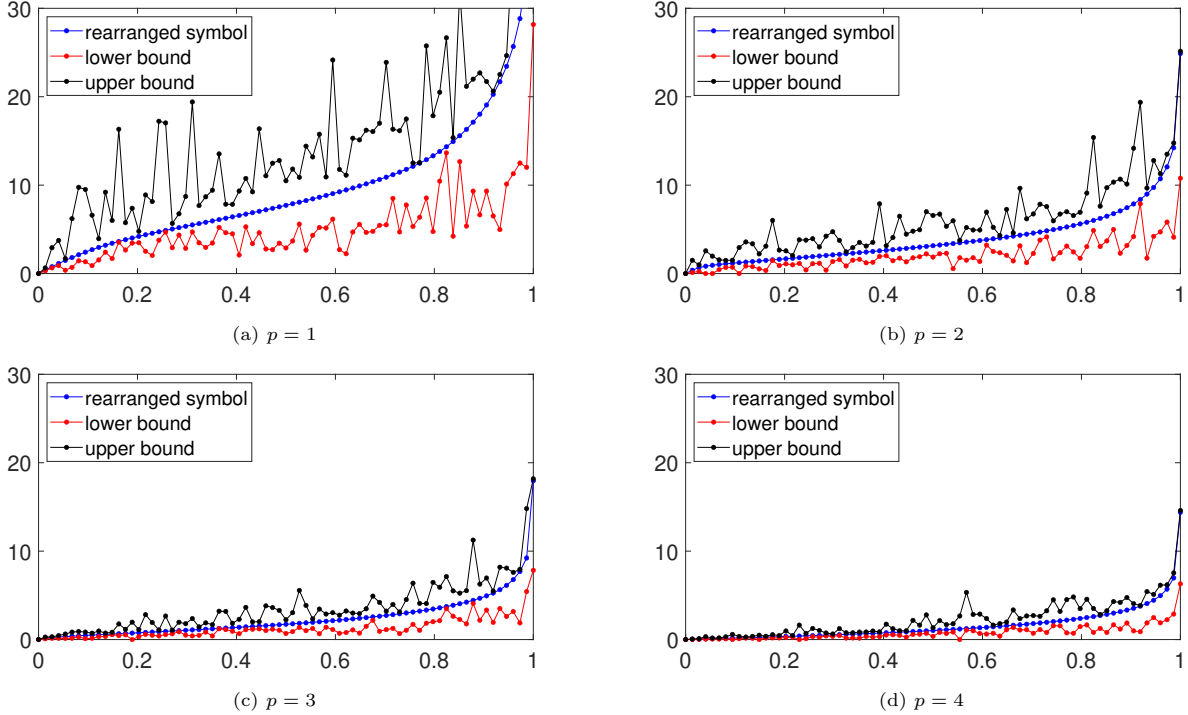 30
20
10
0
rearranged symbol
lower bound
upper bound
0 0.2 0.4 0.6 0.8 1
(a) p = 1
30
20
10
0
rearranged symbol
lower bound
upper bound
0.2 0.4 0.6 0.8 1
(b) p = 2
30
20
10
0
rearranged symbol
lower bound
upper bound
0 0.2 0.4 0.6 0.8 1
(c) p = 3
30
20
10
0
rearranged symbol
lower bound
upper bound
0.2 0.4 0.6 0.8 1
(d) p = 4